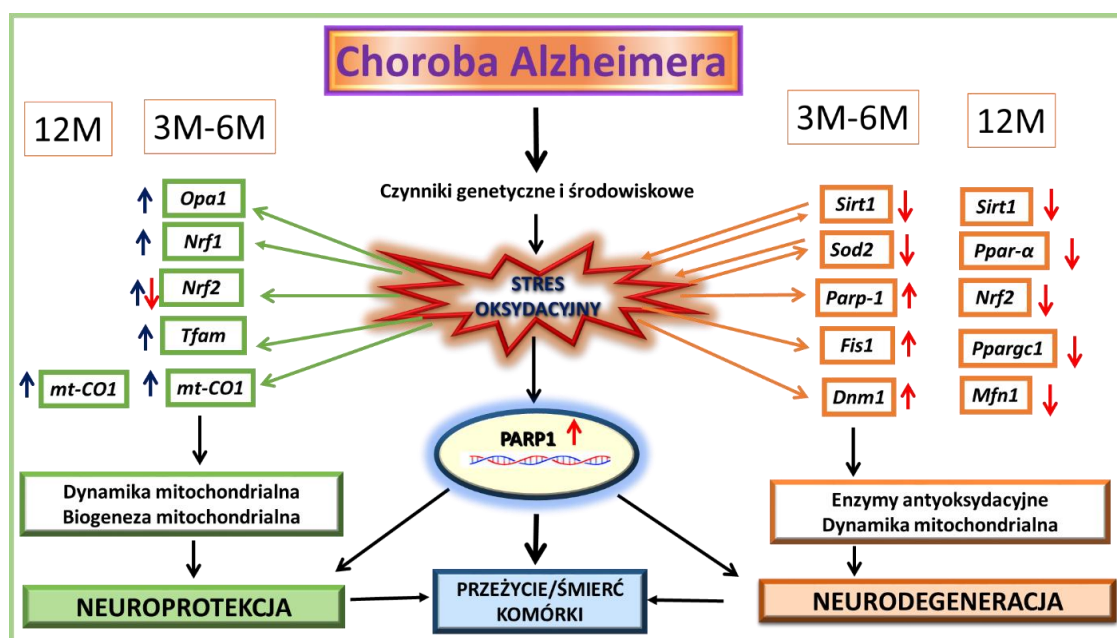 Choroba Alzheimera
12M
3M-6M
3M-6M
12M
Czynniki genetyczne i środowiskowe
Opa1
Nrf1
Nrf2
Tfam
mt-CO1
mt-CO1
STRES
OKSYDACYJNY
Sirt1
Sod2
Parp-1
Fis1
Dnm1
Sirt1
Ppar-α
Nrf2
Ppargc1
Mfn1
PARP1
Dynamika mitochondrialna
Biogeneza mitochondrialna
Enzymy antyoksydacyjne
Dynamika mitochondrialna
NEUROPROTEKCJA
PRZEŻYCIE/ŚMIERĆ
KOMÓRKI
NEURODEGENERACJA